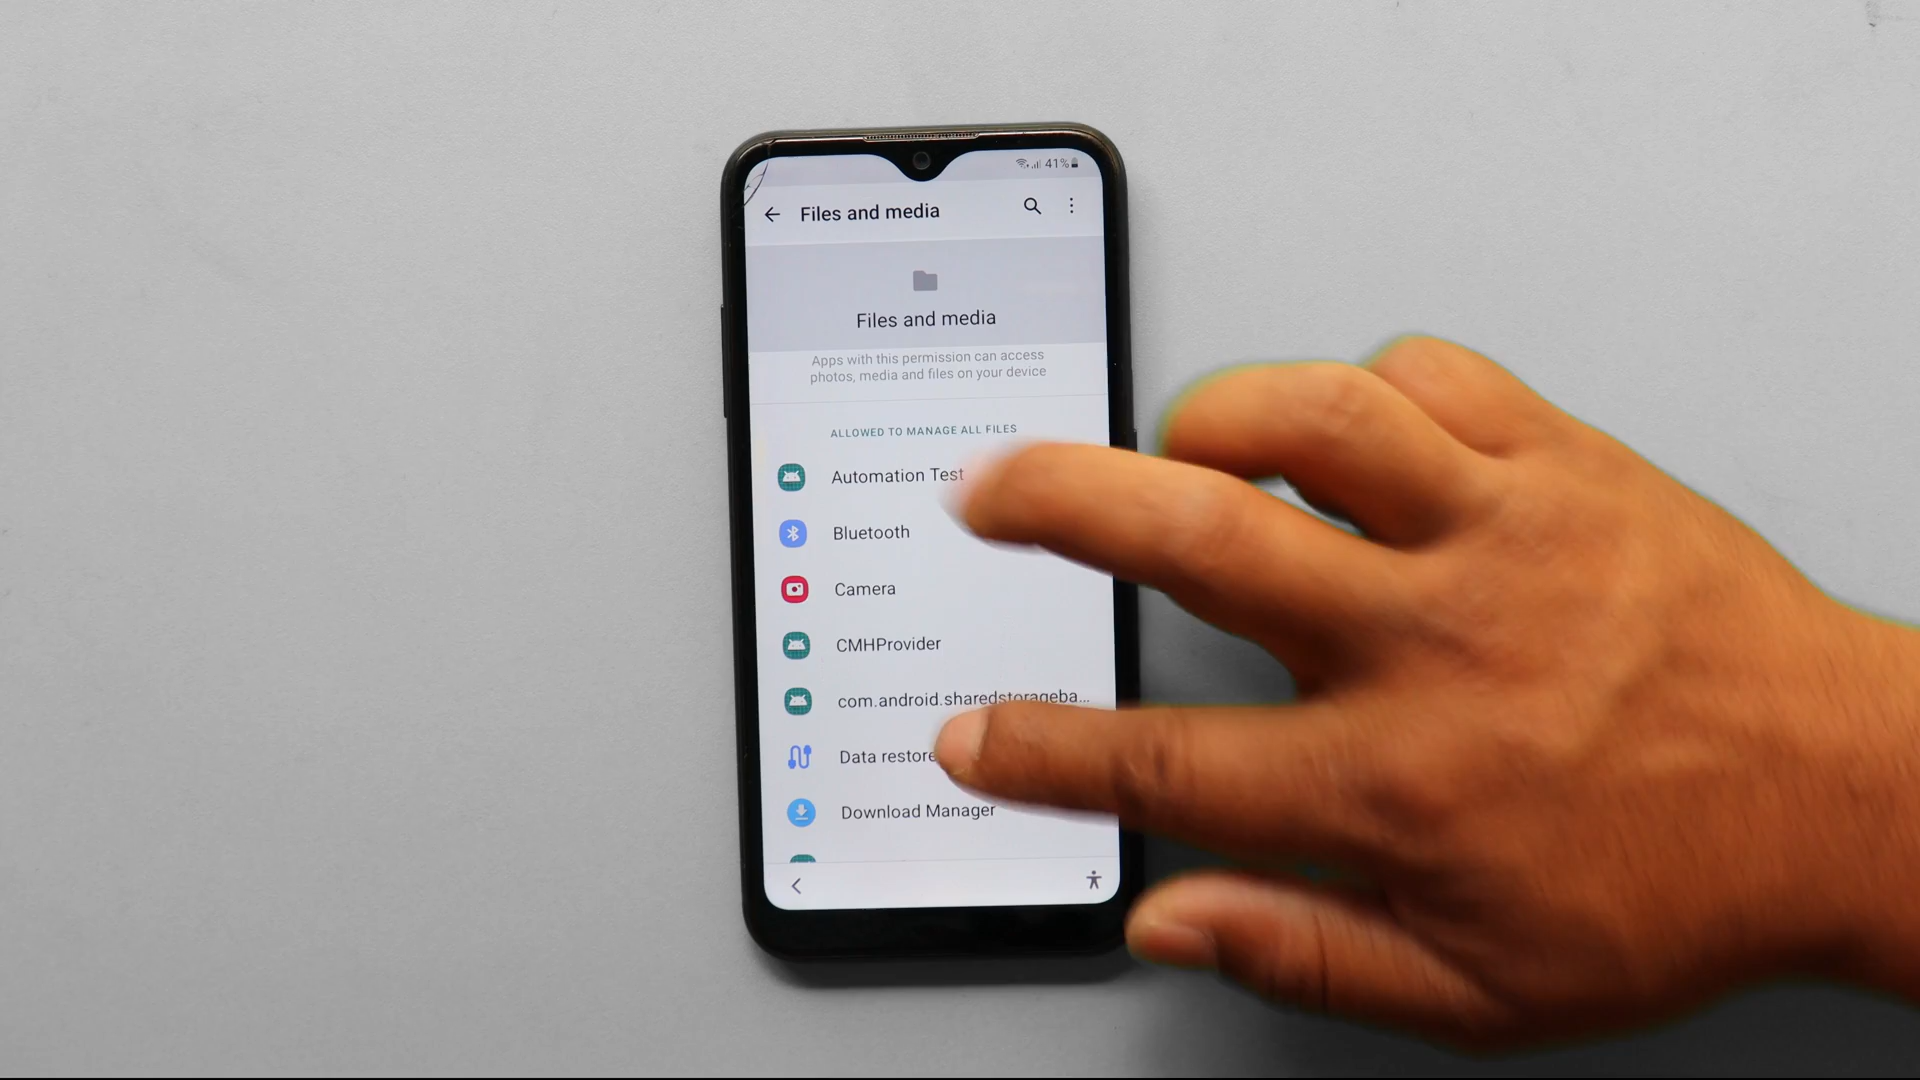 41%
Files and media
Files and media
Apps with this permission can access
photos, media and files on your device
ALLOWED TO MANAGE ALL FILES
Automation Test
Bluetooth
Camera
CMHProvider
com.android.sharedstorageba...
Data restore
Download Manager